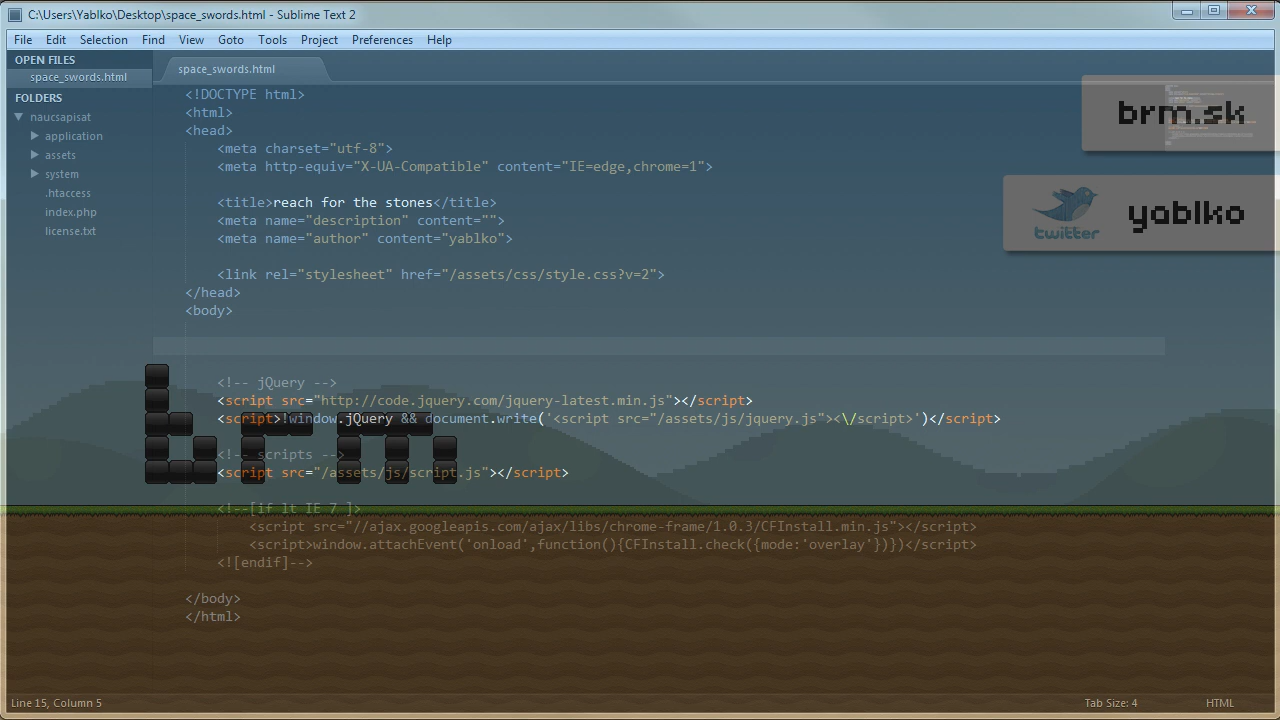 C:\Users\Yablko\Desktop\space_swords.html - Sublime Text 2
File Edit Selection Find View Goto Tools Project Preferences Help
OPEN FILES
space_swords.html
FOLDERS
naucsapisat
application
assets
system
.htaccess
index.php
license.txt
space_swords.html
<!DOCTYPE html>
<html>
<head>
<meta charset="utf-8">
<meta http-equiv="X-UA-Compatible" content="IE=edge,chrome=1">
<title>reach for the stones</title>
<meta name="description" content="">
<meta name="author" content="yablko">
<link rel="stylesheet" href="/assets/css/style.css?v=2">
</head>
<body>
<!-- jQuery -->
<script src="http://code.jquery.com/jquery-latest.min.js"></script>
<script>!window.jQuery && document.write('<script src="/assets/js/jquery.js"><\/script>')</script>
<!-- scripts -->
<script src="/assets/js/script.js"></script>
<!--[if lt IE 7 ]>
<script src="//ajax.googleapis.com/ajax/libs/chrome-frame/1.0.3/CFInstall.min.js"></script>
<script>window.attachEvent('onload',function(){CFInstall.check({mode:'overlay'})})</script>
<![endif]-->
</body>
</html>
brm.sk
twitter yablko
brm
Line 15, Column 5
Tab Size: 4 HTML